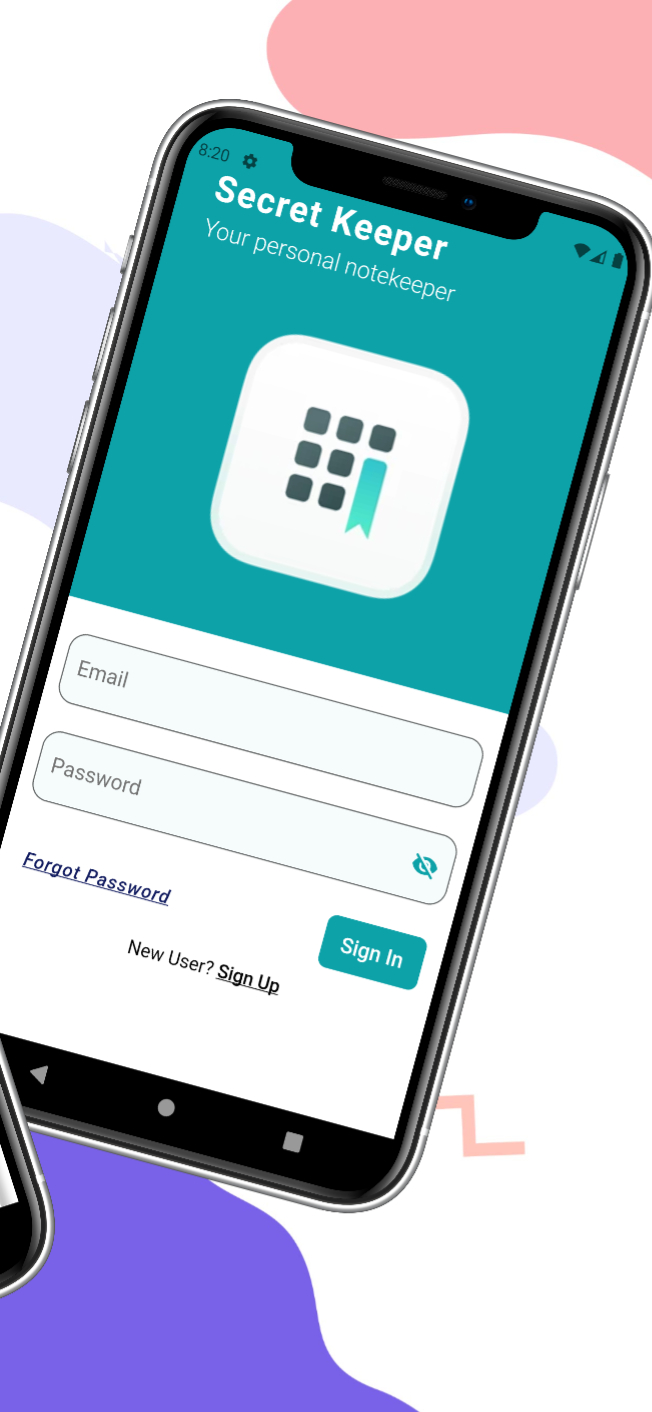 8:20
Secret Keeper
Your personal notekeeper
Email
Password
Forgot Password
Sign In
New User? Sign Up